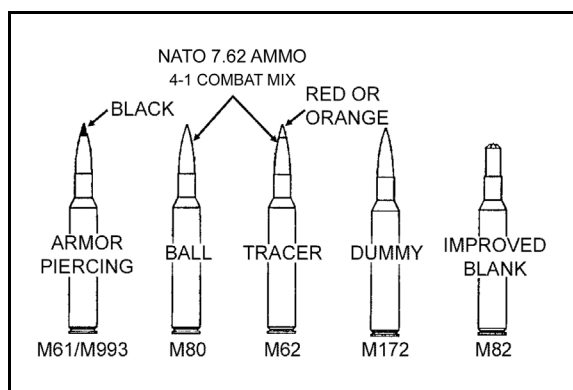 NATO 7.62 AMMO
4-1 COMBAT MIX
BLACK
RED OR
ORANGE
ARMOR
PIERCING
BALL
TRACER
DUMMY
IMPROVED
BLANK
M61/M993
M80
M62
M172
M82